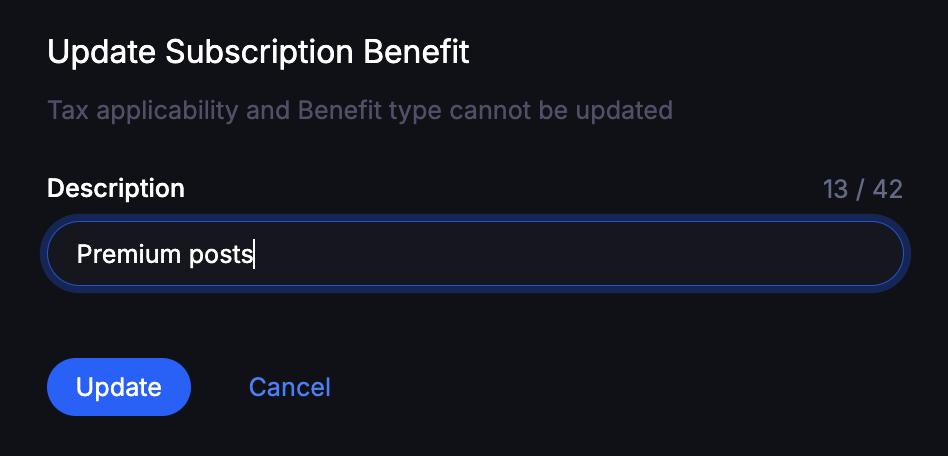 Update Subscription Benefit
Tax applicability and Benefit type cannot be updated
Description 13 / 42
Premium posts
Update Cancel